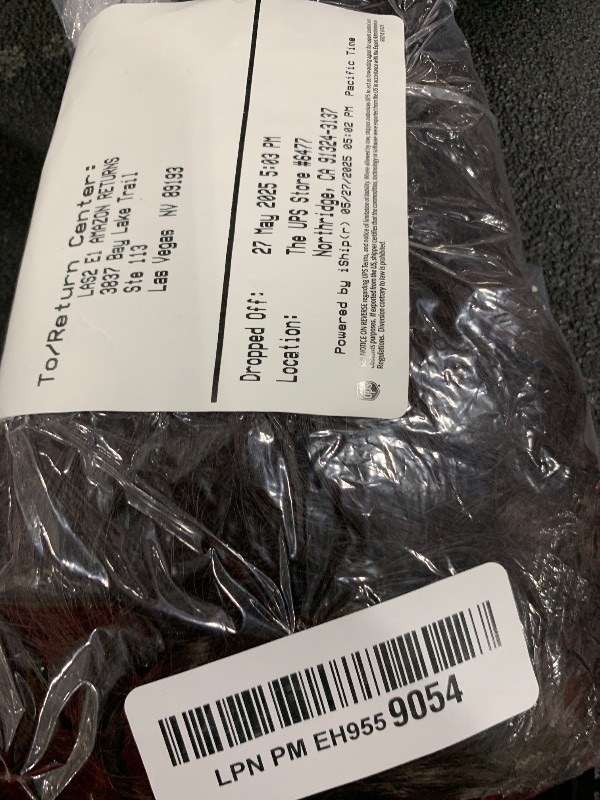 To/Return Center:
LAS2 E1 AMAZON RETURNS
3837 Bay Lake Trail
Ste 113
Las Vegas NV 89193
Dropped Off: 27 May 2025 5:03 PM
Location: The UPS Store #6477
Northridge, CA 91324-3137
Powered by iShip(r) 05/27/2025 05:02 PM Pacific Time
UPS
LPN PM EH955 9054